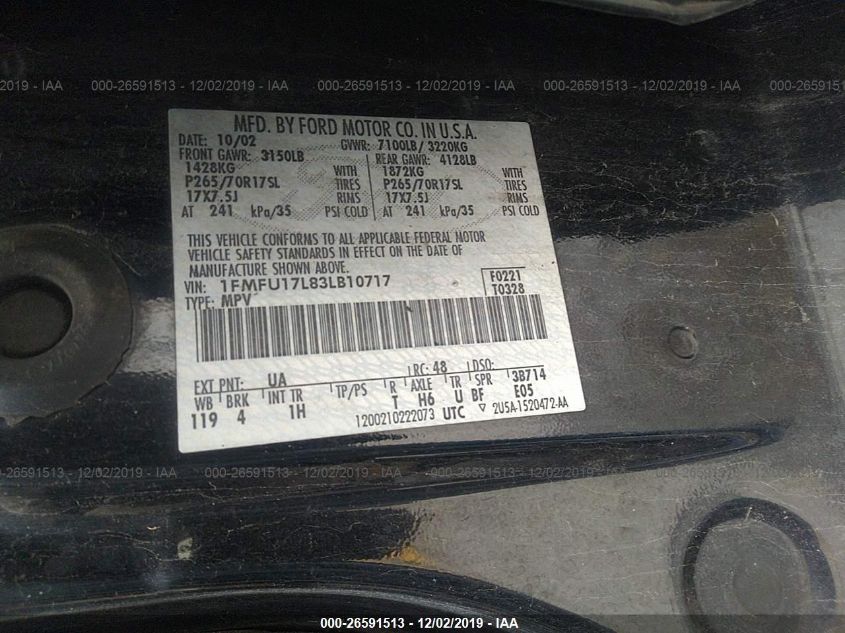 000-26591513 - 12/02/2019 - IAA
MFD. BY FORD MOTOR CO. IN U.S.A.
DATE: 10/02 GVWR: 7100LB/ 3220KG
FRONT GAWR: 3150LB REAR GAWR: 4128LB
1428KG WITH 1872KG WITH
P265/70R17SL TIRES P265/70R17SL TIRES
17X7.5J RIMS 17X7.5J RIMS
AT 241 kPa/35 PSI COLD AT 241 kPa/35 PSI COLD
THIS VEHICLE CONFORMS TO ALL APPLICABLE FEDERAL MOTOR
VEHICLE SAFETY STANDARDS IN EFFECT ON THE DATE OF
MANUFACTURE SHOWN ABOVE.
VIN: 1FMFU17L83LB10717 F0221
TYPE: MPV T0328
EXT PNT: UA RC: 48 DSO:
WB BRK INT TR TP/PS R AXLE TR SPR 3B714
119 4 1H T H6 U BF E05
1200210222073 UTC 2U5A-1520472-AA
000-26591513 - 12/02/2019 - IAA